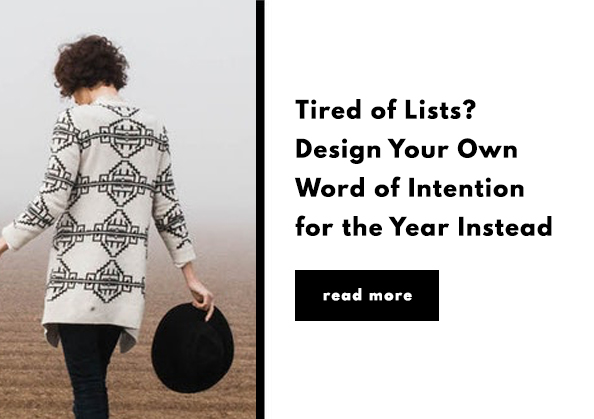 Tired of Lists?
Design Your Own
Word of Intention
for the Year Instead
read more